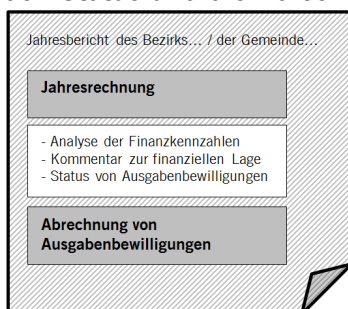 Jahresbericht des Bezirks... / der Gemeinde...
Jahresrechnung
- Analyse der Finanzkennzahlen
- Kommentar zur finanziellen Lage
- Status von Ausgabenbewilligungen
Abrechnung von
Ausgabenbewilligungen